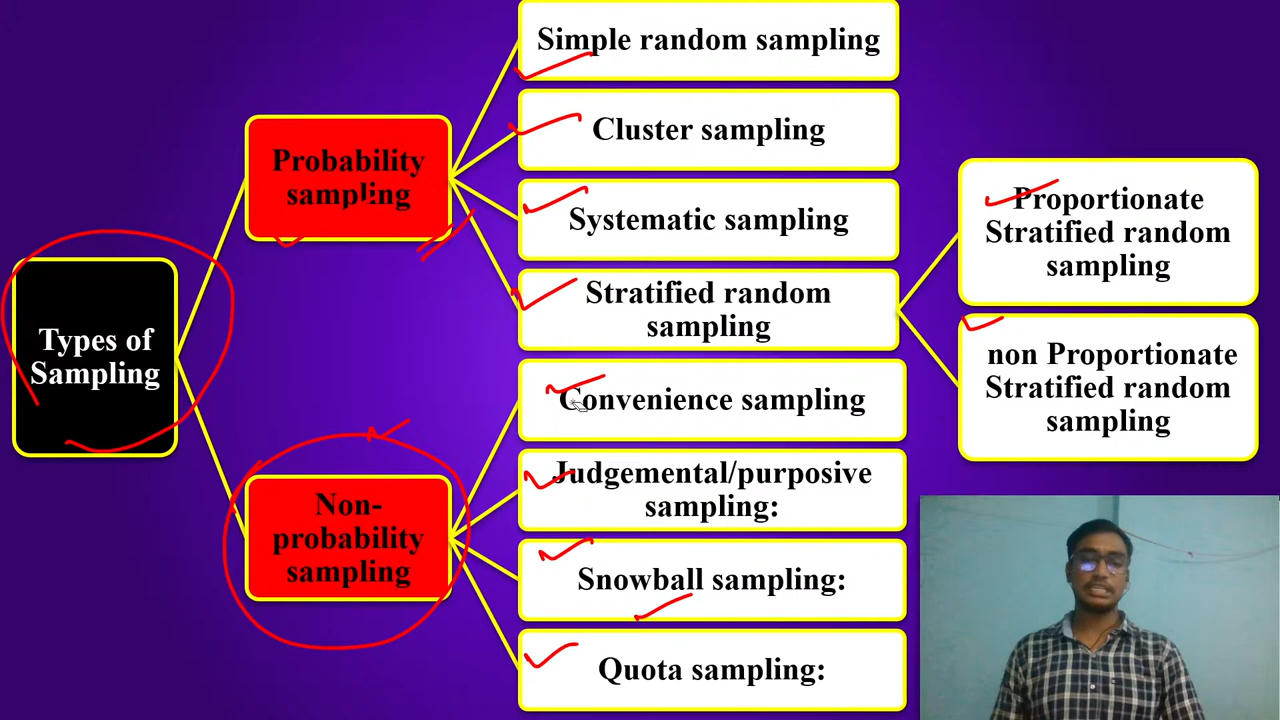 Types of
Sampling
Probability
sampling
Simple random sampling
Cluster sampling
Systematic sampling
Stratified random
sampling
Proportionate
Stratified random
sampling
non Proportionate
Stratified random
sampling
Non-
probability
sampling
Convenience sampling
Judgemental/purposive
sampling:
Snowball sampling:
Quota sampling: